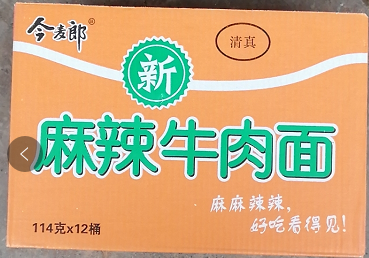 今麦郎®
清真
新
麻辣牛肉面
麻麻辣辣，
好吃看得见！
114克x12桶